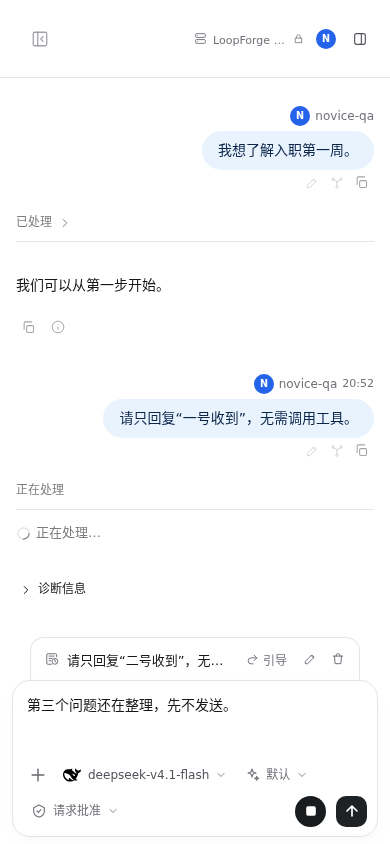 LoopForge ...
N
N novice-qa
我想了解入职第一周。
已处理
我们可以从第一步开始。
N novice-qa 20:52
请只回复“一号收到”，无需调用工具。
正在处理
正在处理...
诊断信息
请只回复“二号收到”，无... 引导
第三个问题还在整理，先不发送。
deepseek-v4.1-flash 默认
请求批准